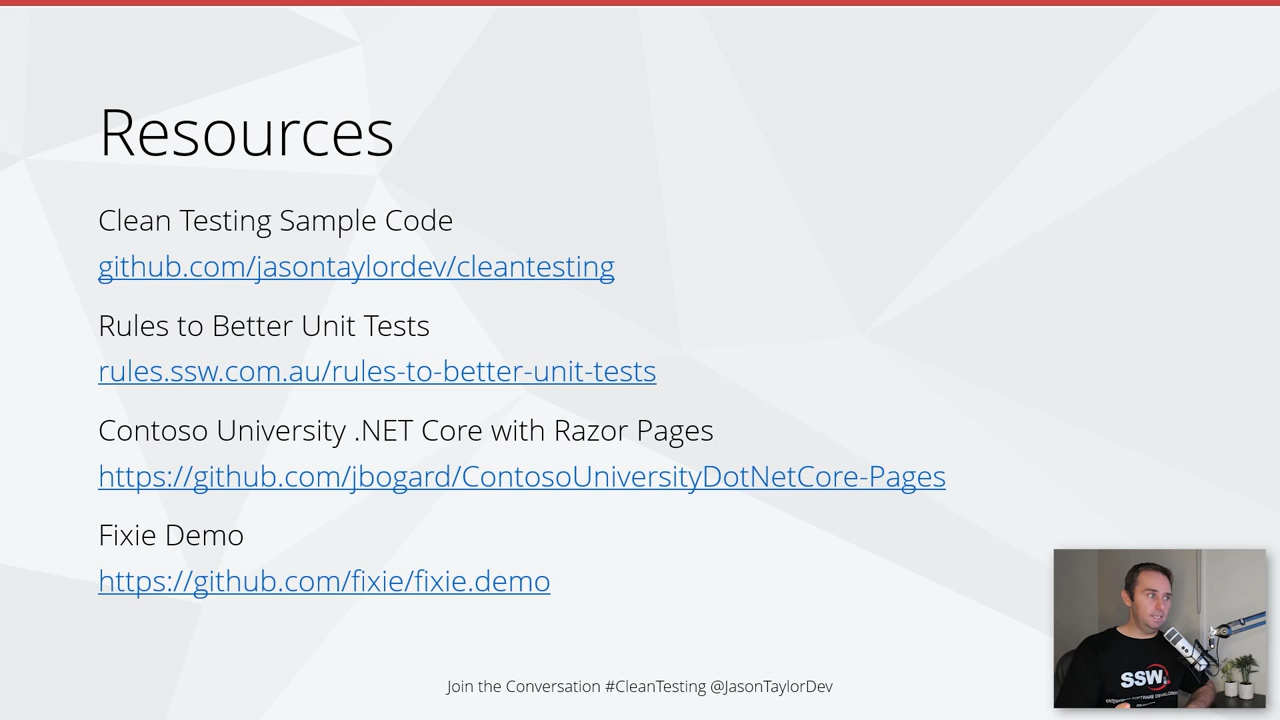 Resources
Clean Testing Sample Code
github.com/jasontaylordev/cleantesting
Rules to Better Unit Tests
rules.ssw.com.au/rules-to-better-unit-tests
Contoso University .NET Core with Razor Pages
https://github.com/jbogard/ContosoUniversityDotNetCore-Pages
Fixie Demo
https://github.com/fixie/fixie.demo
SSW
Join the Conversation #CleanTesting @JasonTaylorDev